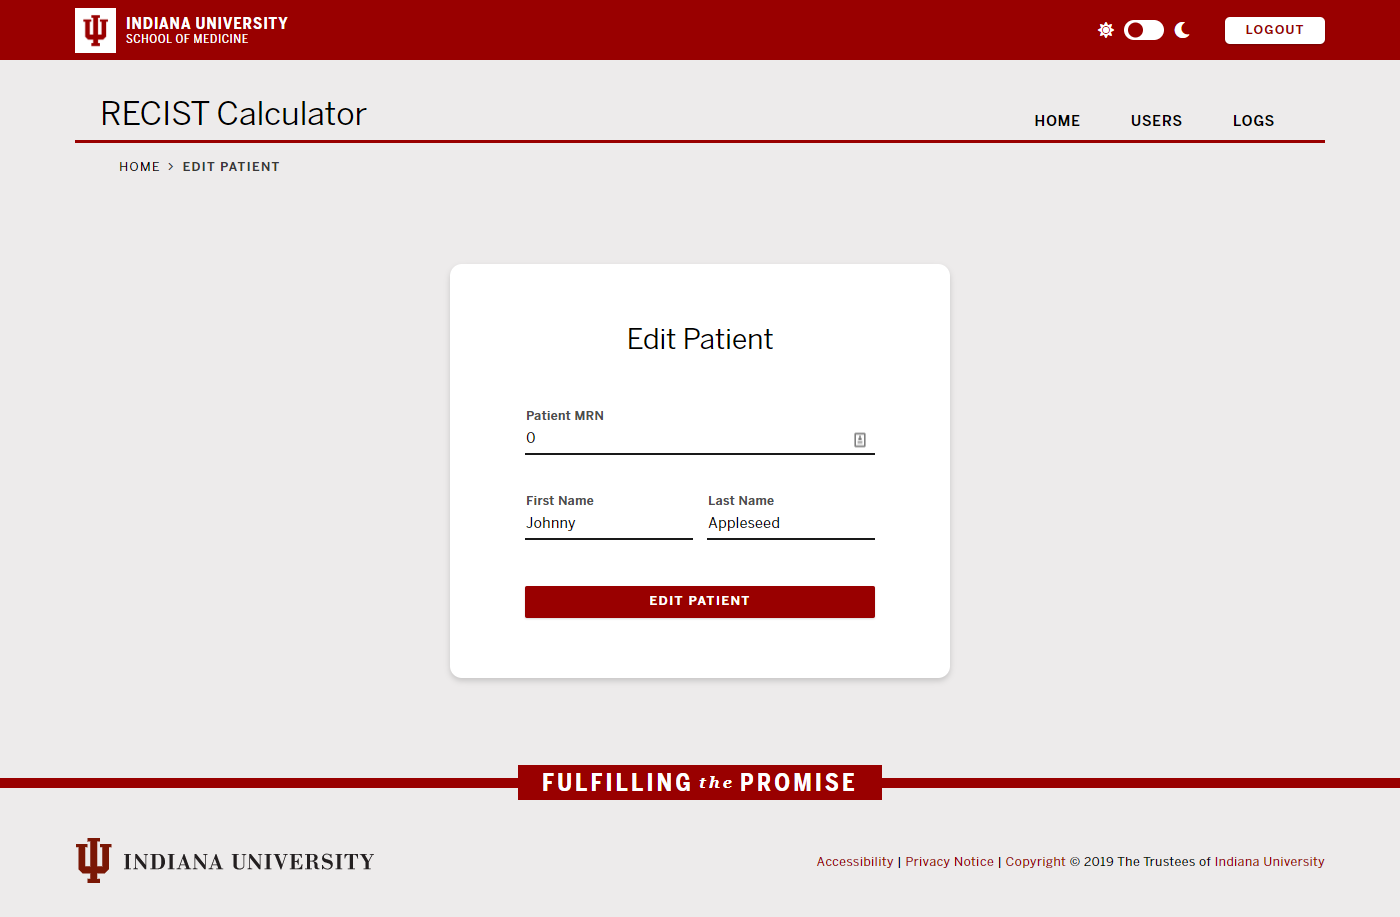 INDIANA UNIVERSITY
SCHOOL OF MEDICINE
LOGOUT
RECIST Calculator
HOME USERS LOGS
HOME > EDIT PATIENT
Edit Patient
Patient MRN
0
First Name Last Name
Johnny Appleseed
EDIT PATIENT
FULFILLING the PROMISE
INDIANA UNIVERSITY
Accessibility | Privacy Notice | Copyright © 2019 The Trustees of Indiana University